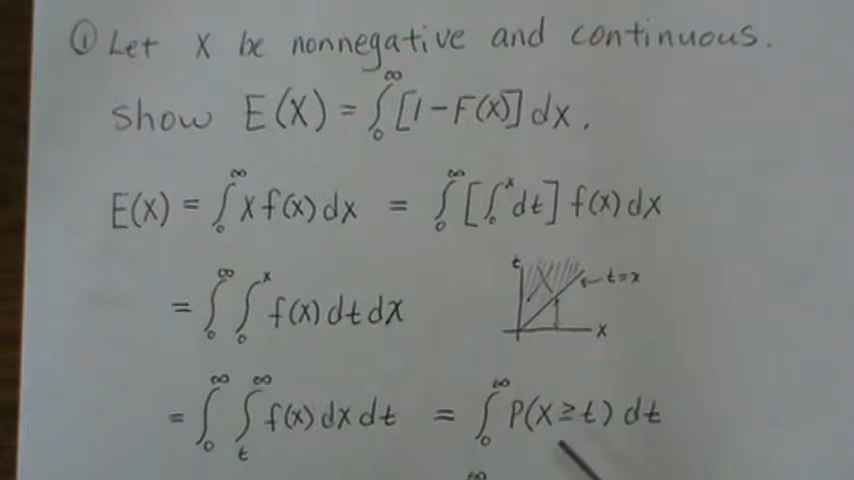 ① Let X be nonnegative and continuous.
show E(X) = ∫₀^∞ [1 − F(x)] dx.
E(X) = ∫₀^∞ x f(x) dx = ∫₀^∞ [∫₀^x dt] f(x) dx
= ∫₀^∞ ∫₀^x f(x) dt dx
t
t=x
x
= ∫₀^∞ ∫ₜ^∞ f(x) dx dt = ∫₀^∞ P(X ≥ t) dt
∞